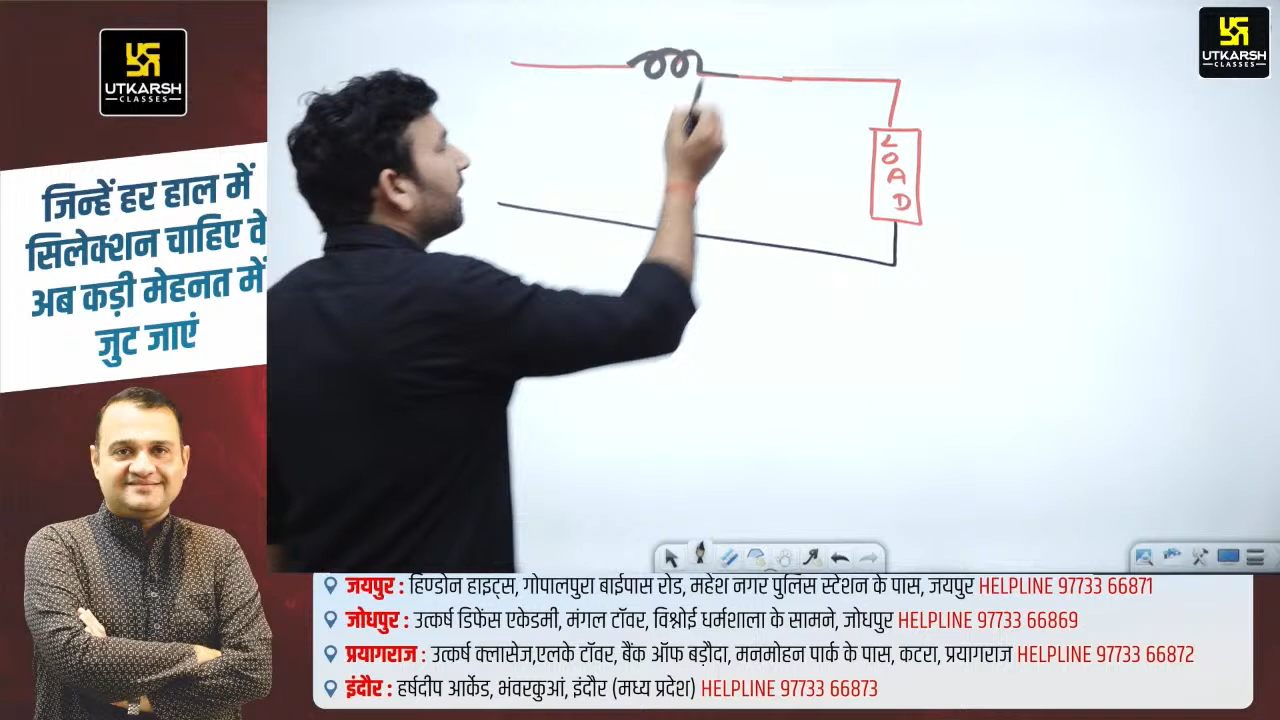 UTKARSH
CLASSES
UTKARSH
CLASSES
जिन्हें हर हाल में
सिलेक्शन चाहिए वे
अब कड़ी मेहनत में
जुट जाएं
LOAD
जयपुर : हिण्डोन हाइट्स, गोपालपुरा बाईपास रोड, महेश नगर पुलिस स्टेशन के पास, जयपुर HELPLINE 97733 66871
जोधपुर : उत्कर्ष डिफेंस एकेडमी, मंगल टॉवर, विश्नोई धर्मशाला के सामने, जोधपुर HELPLINE 97733 66869
प्रयागराज : उत्कर्ष क्लासेज,एलके टॉवर, बैंक ऑफ बड़ौदा, मनमोहन पार्क के पास, कटरा, प्रयागराज HELPLINE 97733 66872
इंदौर : हर्षदीप आर्केड, भंवरकुआं, इंदौर (मध्य प्रदेश) HELPLINE 97733 66873